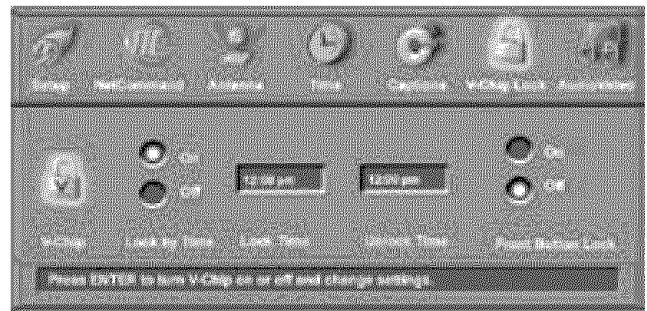 Setup NetCommand Antenna Time Captions V-Chip Lock Audio/Video
On On
Off Off
12:00 pm 12:00 pm
V-Chip Lock by Time Lock Time Unlock Time Front Button Lock
Press ENTER to turn V-Chip on or off and change settings